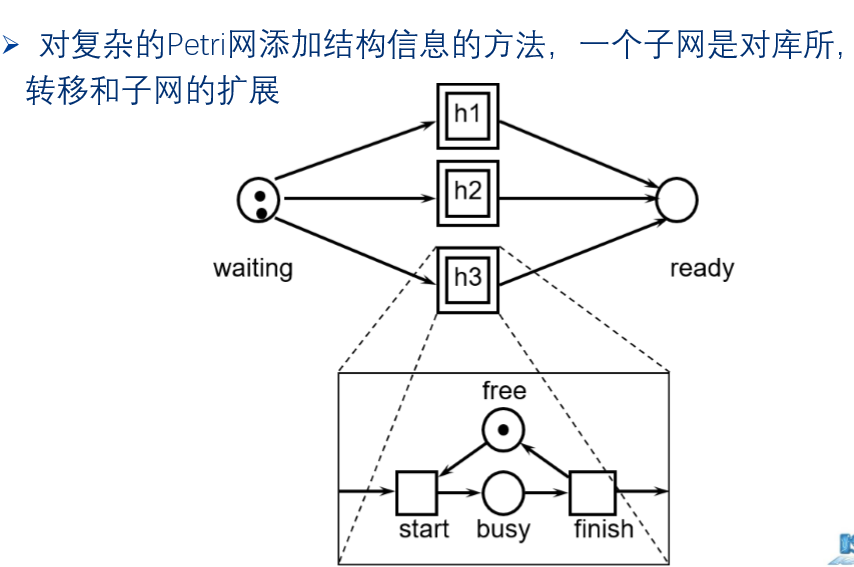 ➢ 对复杂的Petri网添加结构信息的方法，一个子网是对库所，
转移和子网的扩展
h1
h2
waiting
h3
ready
free
start
busy
finish